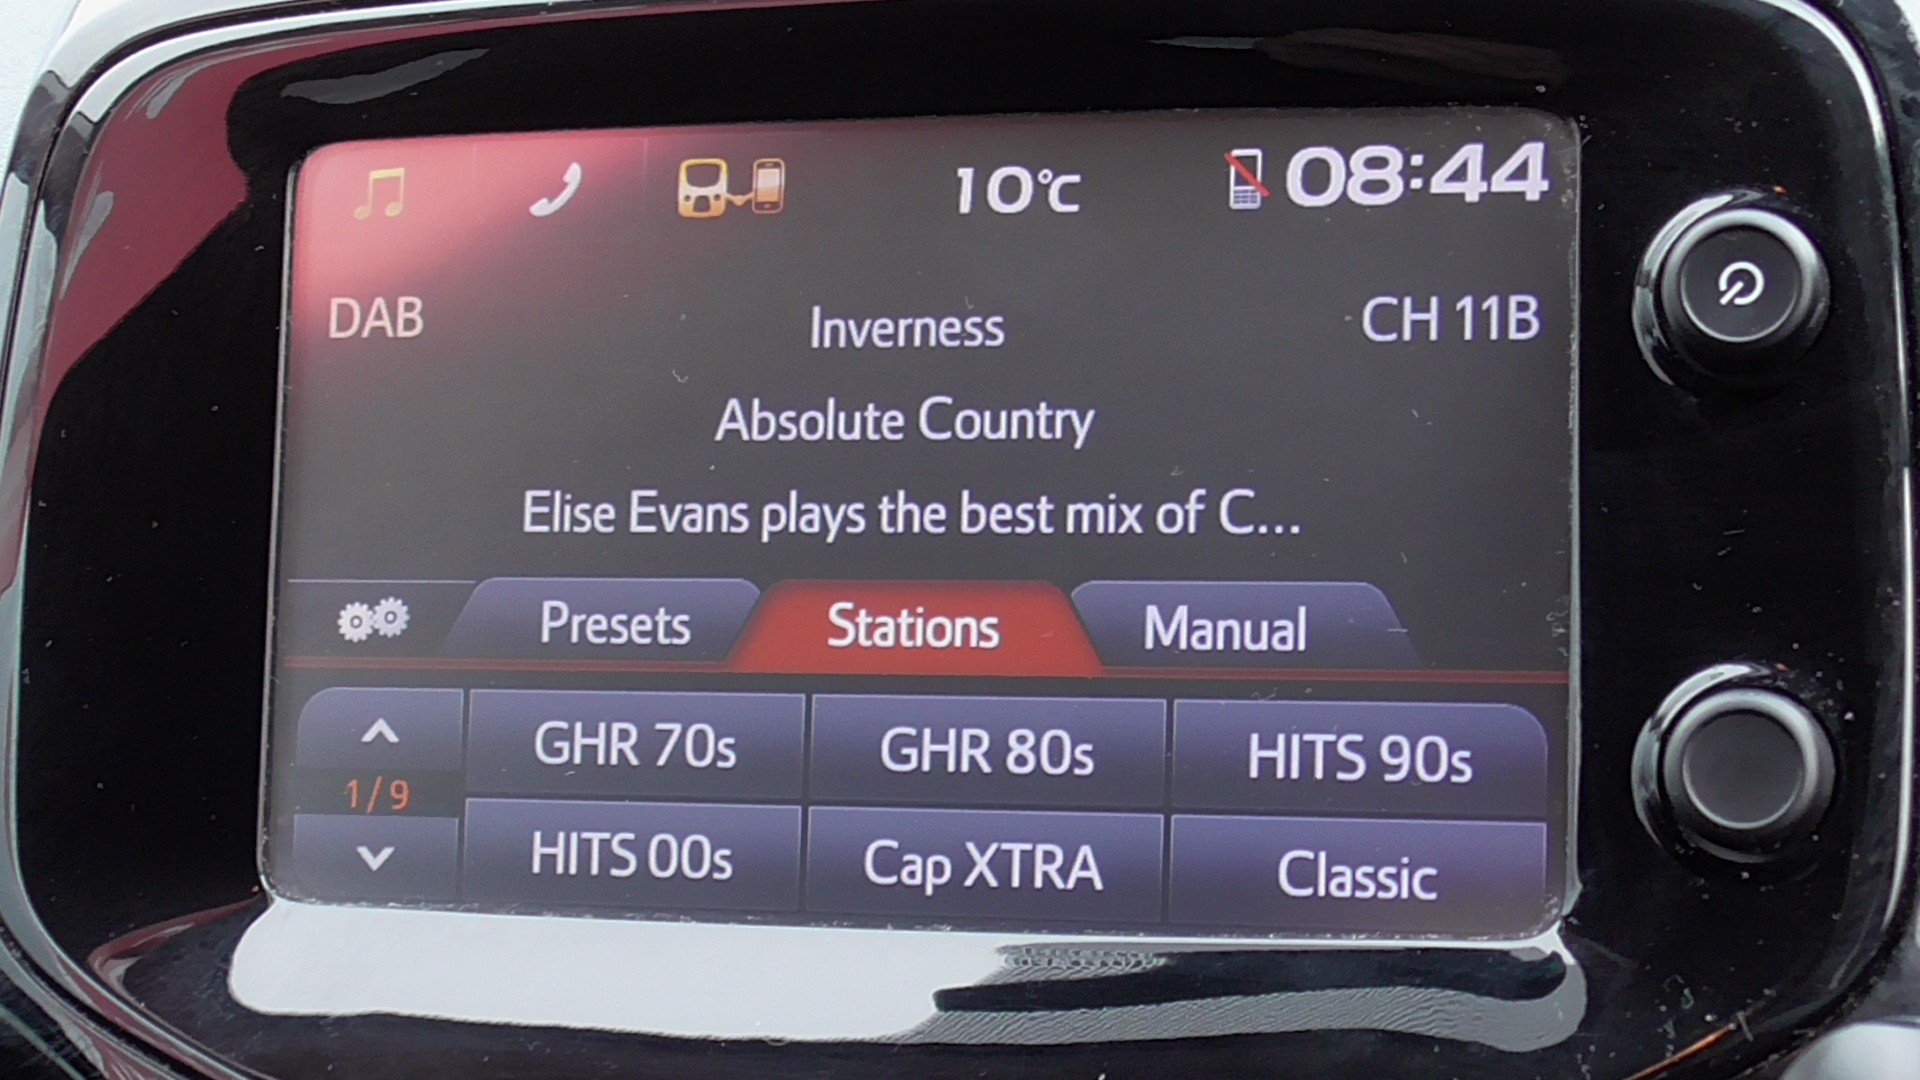 10°C 08:44
DAB Inverness CH 11B
Absolute Country
Elise Evans plays the best mix of C...
Presets Stations Manual
GHR 70s GHR 80s HITS 90s
1/9
HITS 00s Cap XTRA Classic